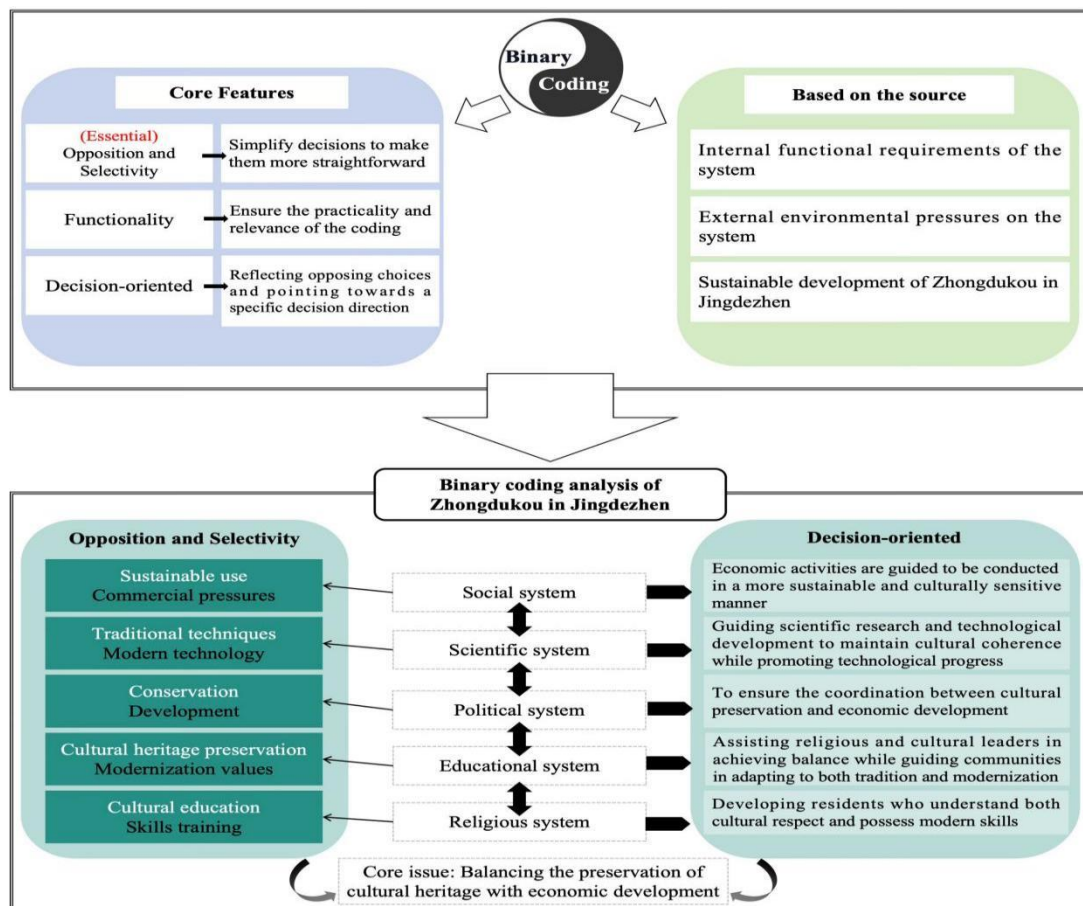 Binary
Coding
Core Features
(Essential)
Opposition and
Selectivity
Simplify decisions to make
them more straightforward
Functionality
Ensure the practicality and
relevance of the coding
Decision-oriented
Reflecting opposing choices
and pointing towards a
specific decision direction
Based on the source
Internal functional requirements of the
system
External environmental pressures on the
system
Sustainable development of Zhongdukou in
Jingdezhen
Binary coding analysis of
Zhongdukou in Jingdezhen
Opposition and Selectivity
Sustainable use
Commercial pressures
Traditional techniques
Modern technology
Conservation
Development
Cultural heritage preservation
Modernization values
Cultural education
Skills training
Social system
Scientific system
Political system
Educational system
Religious system
Decision-oriented
Economic activities are guided to be conducted
in a more sustainable and culturally sensitive
manner
Guiding scientific research and technological
development to maintain cultural coherence
while promoting technological progress
To ensure the coordination between cultural
preservation and economic development
Assisting religious and cultural leaders in
achieving balance while guiding communities
in adapting to both tradition and modernization
Developing residents who understand both
cultural respect and possess modern skills
Core issue: Balancing the preservation of
cultural heritage with economic development